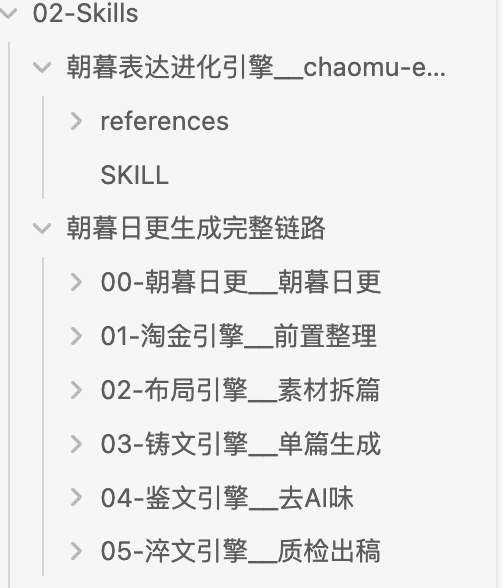 02-Skills
朝暮表达进化引擎__chaomu-e...
references
SKILL
朝暮日更生成完整链路
00-朝暮日更__朝暮日更
01-淘金引擎__前置整理
02-布局引擎__素材拆篇
03-铸文引擎__单篇生成
04-鉴文引擎__去AI味
05-淬文引擎__质检出稿